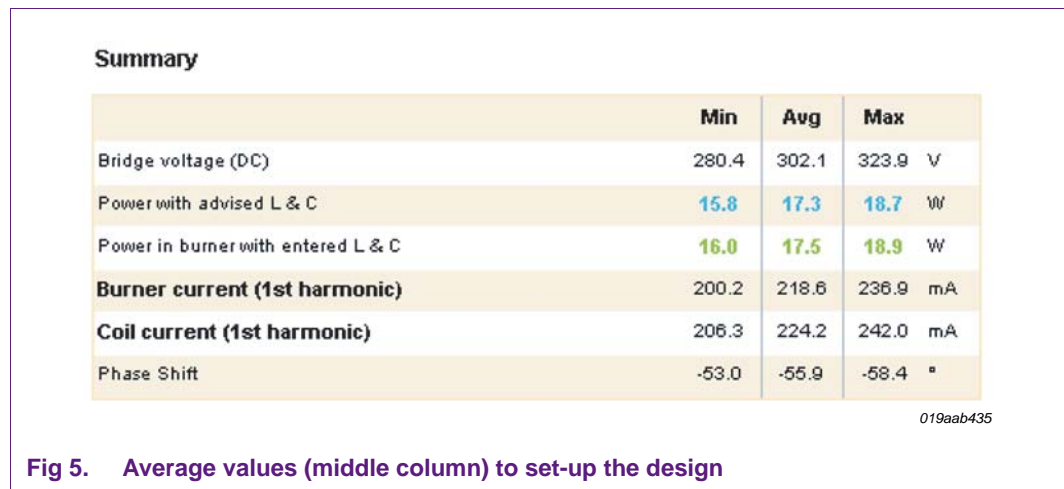 Summary
Min Avg Max
Bridge voltage (DC) 280.4 302.1 323.9 V
Power with advised L & C 15.8 17.3 18.7 W
Power in burner with entered L & C 16.0 17.5 18.9 W
Burner current (1st harmonic) 200.2 218.6 236.9 mA
Coil current (1st harmonic) 206.3 224.2 242.0 mA
Phase Shift -53.0 -55.9 -58.4 °
019aab435
Fig 5. Average values (middle column) to set-up the design